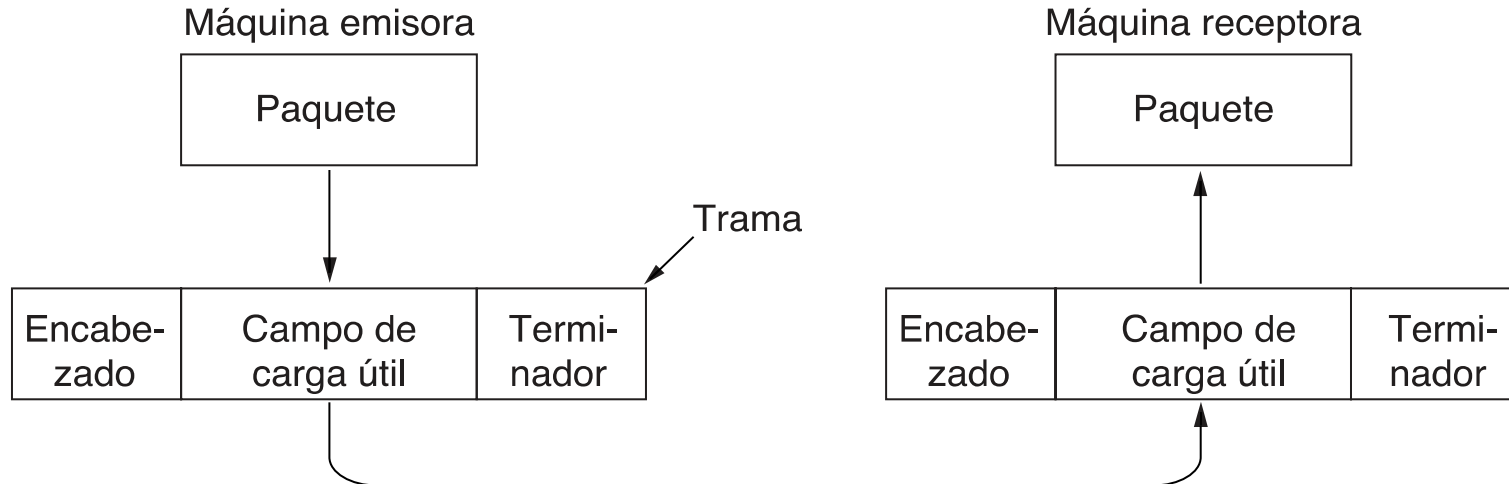 Máquina emisora
Paquete
Trama
Encabe-
zado
Campo de
carga útil
Termi-
nador
Máquina receptora
Paquete
Encabe-
zado
Campo de
carga útil
Termi-
nador